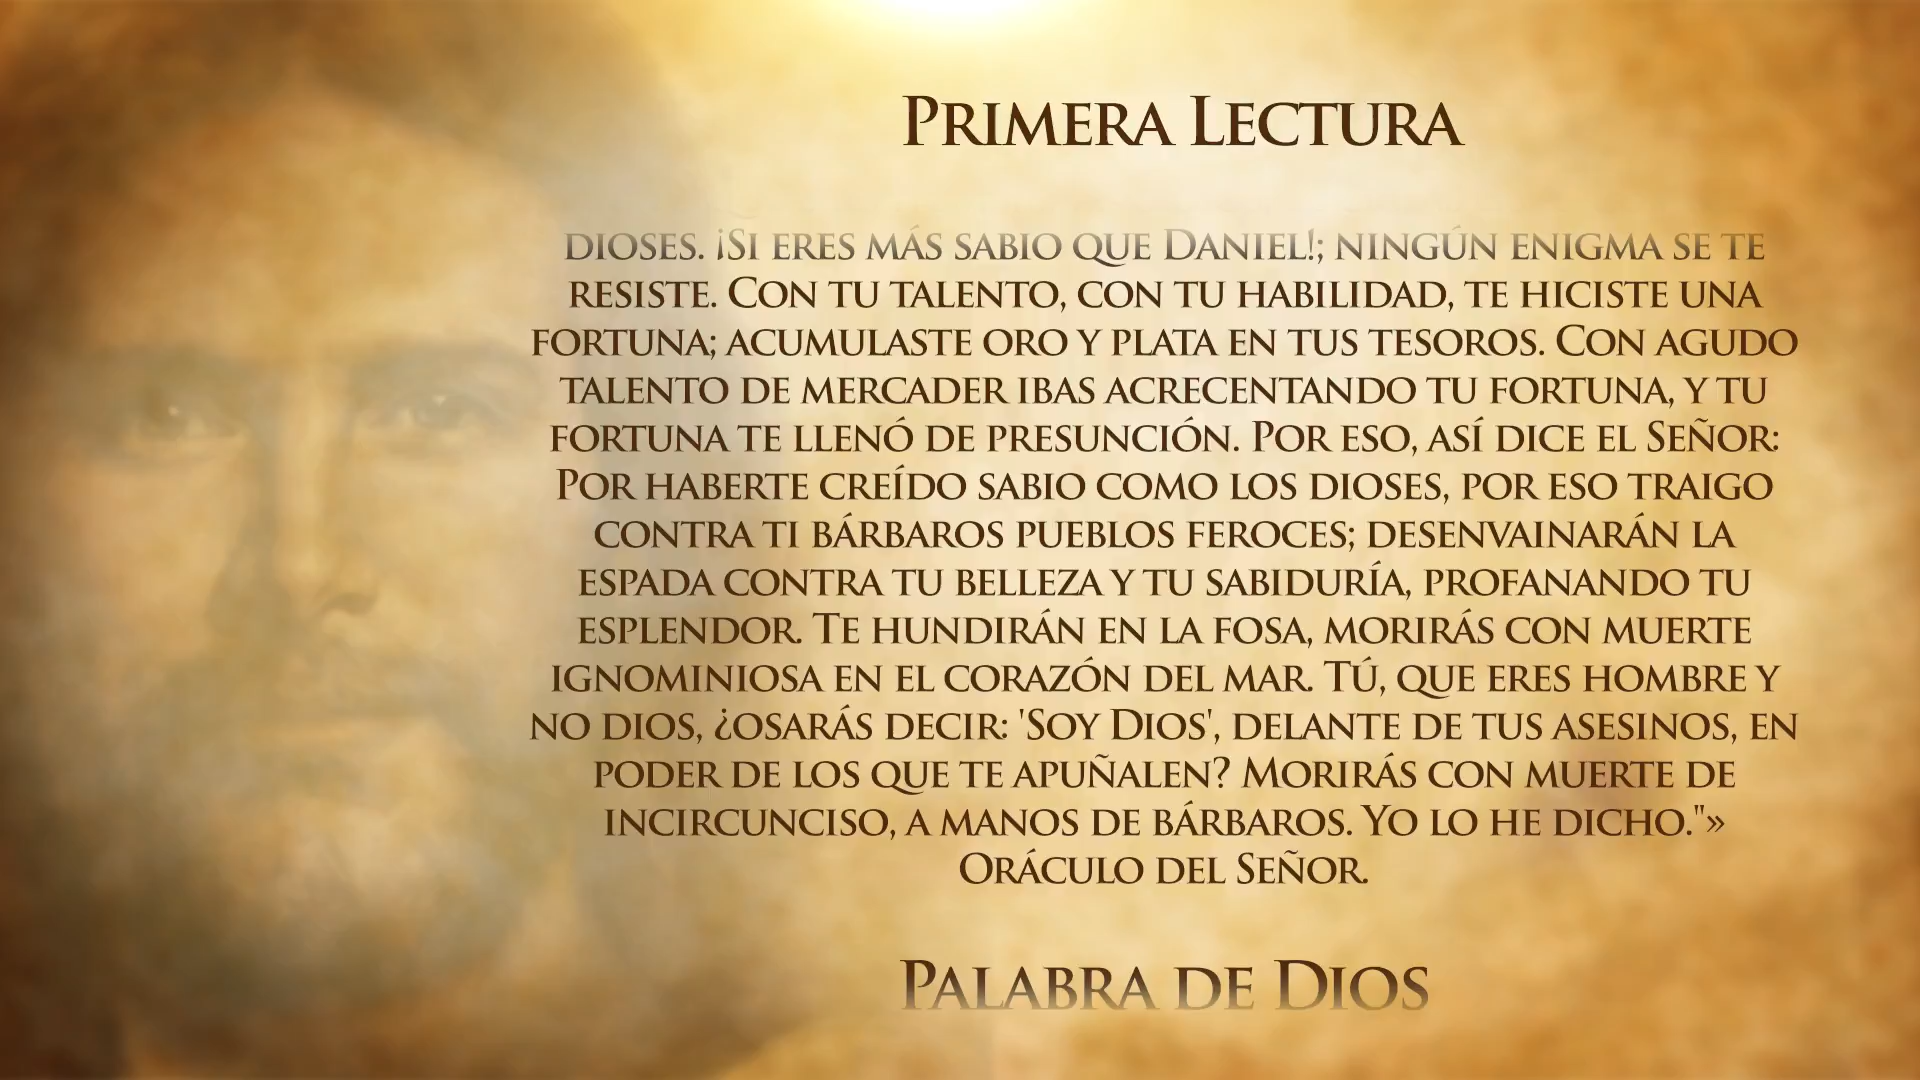 Primera Lectura
dioses. ¡Si eres más sabio que Daniel!; ningún enigma se te
resiste. Con tu talento, con tu habilidad, te hiciste una
fortuna; acumulaste oro y plata en tus tesoros. Con agudo
talento de mercader ibas acrecentando tu fortuna, y tu
fortuna te llenó de presunción. Por eso, así dice el Señor:
Por haberte creído sabio como los dioses, por eso traigo
contra ti bárbaros pueblos feroces; desenvainarán la
espada contra tu belleza y tu sabiduría, profanando tu
esplendor. Te hundirán en la fosa, morirás con muerte
ignominiosa en el corazón del mar. Tú, que eres hombre y
no dios, ¿osarás decir: 'Soy Dios', delante de tus asesinos, en
poder de los que te apuñalen? Morirás con muerte de
incircunciso, a manos de bárbaros. Yo lo he dicho."»
Oráculo del Señor.
Palabra de Dios